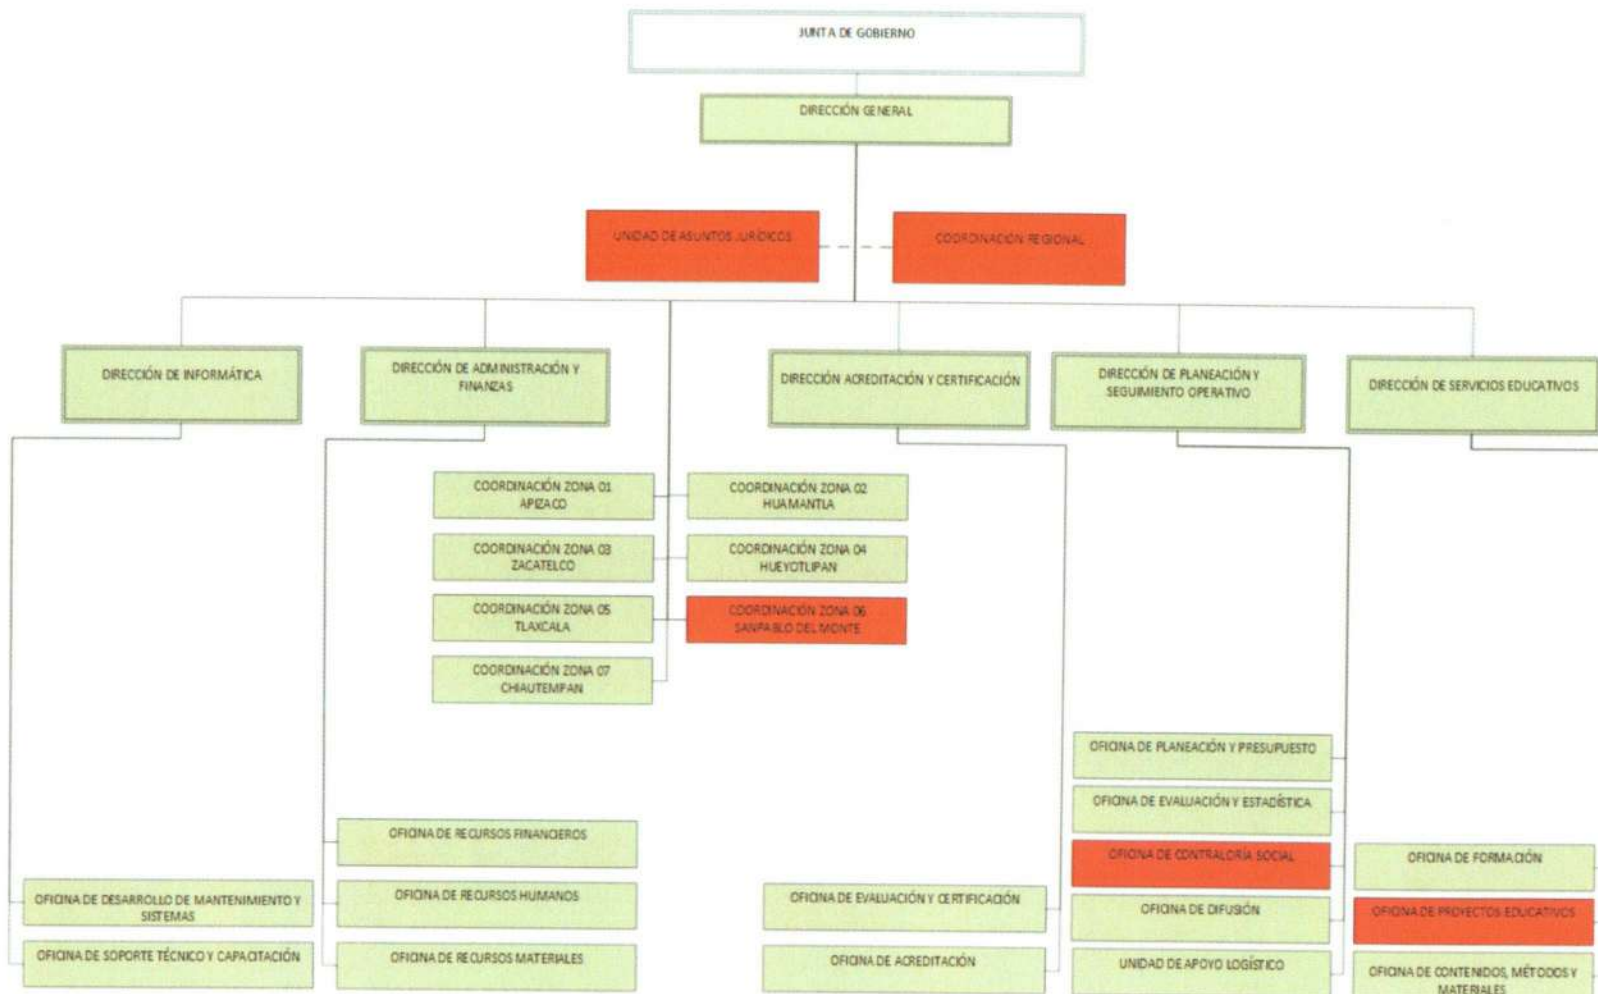 JUNTA DE GOBIERNO
DIRECCIÓN GENERAL
UNIDAD DE ASUNTOS JURÍDICOS
COORDINACIÓN REGIONAL
DIRECCIÓN DE INFORMÁTICA
DIRECCIÓN DE ADMINISTRACIÓN Y
FINANZAS
DIRECCIÓN ACREDITACIÓN Y CERTIFICACIÓN
DIRECCIÓN DE PLANEACIÓN Y
SEGUIMIENTO OPERATIVO
DIRECCIÓN DE SERVICIOS EDUCATIVOS
COORDINACIÓN ZONA 01
APIZACO
COORDINACIÓN ZONA 02
HUAMANTLA
COORDINACIÓN ZONA 03
ZACATELCO
COORDINACIÓN ZONA 04
HUEYOTLIPAN
COORDINACIÓN ZONA 05
TLAXCALA
COORDINACIÓN ZONA 06
SANPABLO DEL MONTE
COORDINACIÓN ZONA 07
CHIAUTEMPAN
OFICINA DE DESARROLLO DE MANTENIMIENTO Y
SISTEMAS
OFICINA DE SOPORTE TÉCNICO Y CAPACITACIÓN
OFICINA DE RECURSOS FINANCIEROS
OFICINA DE RECURSOS HUMANOS
OFICINA DE RECURSOS MATERIALES
OFICINA DE EVALUACIÓN Y CERTIFICACIÓN
OFICINA DE ACREDITACIÓN
OFICINA DE PLANEACIÓN Y PRESUPUESTO
OFICINA DE EVALUACIÓN Y ESTADÍSTICA
OFICINA DE CONTRALORÍA SOCIAL
OFICINA DE DIFUSIÓN
UNIDAD DE APOYO LOGÍSTICO
OFICINA DE FORMACIÓN
OFICINA DE PROYECTOS EDUCATIVOS
OFICINA DE CONTENIDOS, MÉTODOS Y
MATERIALES